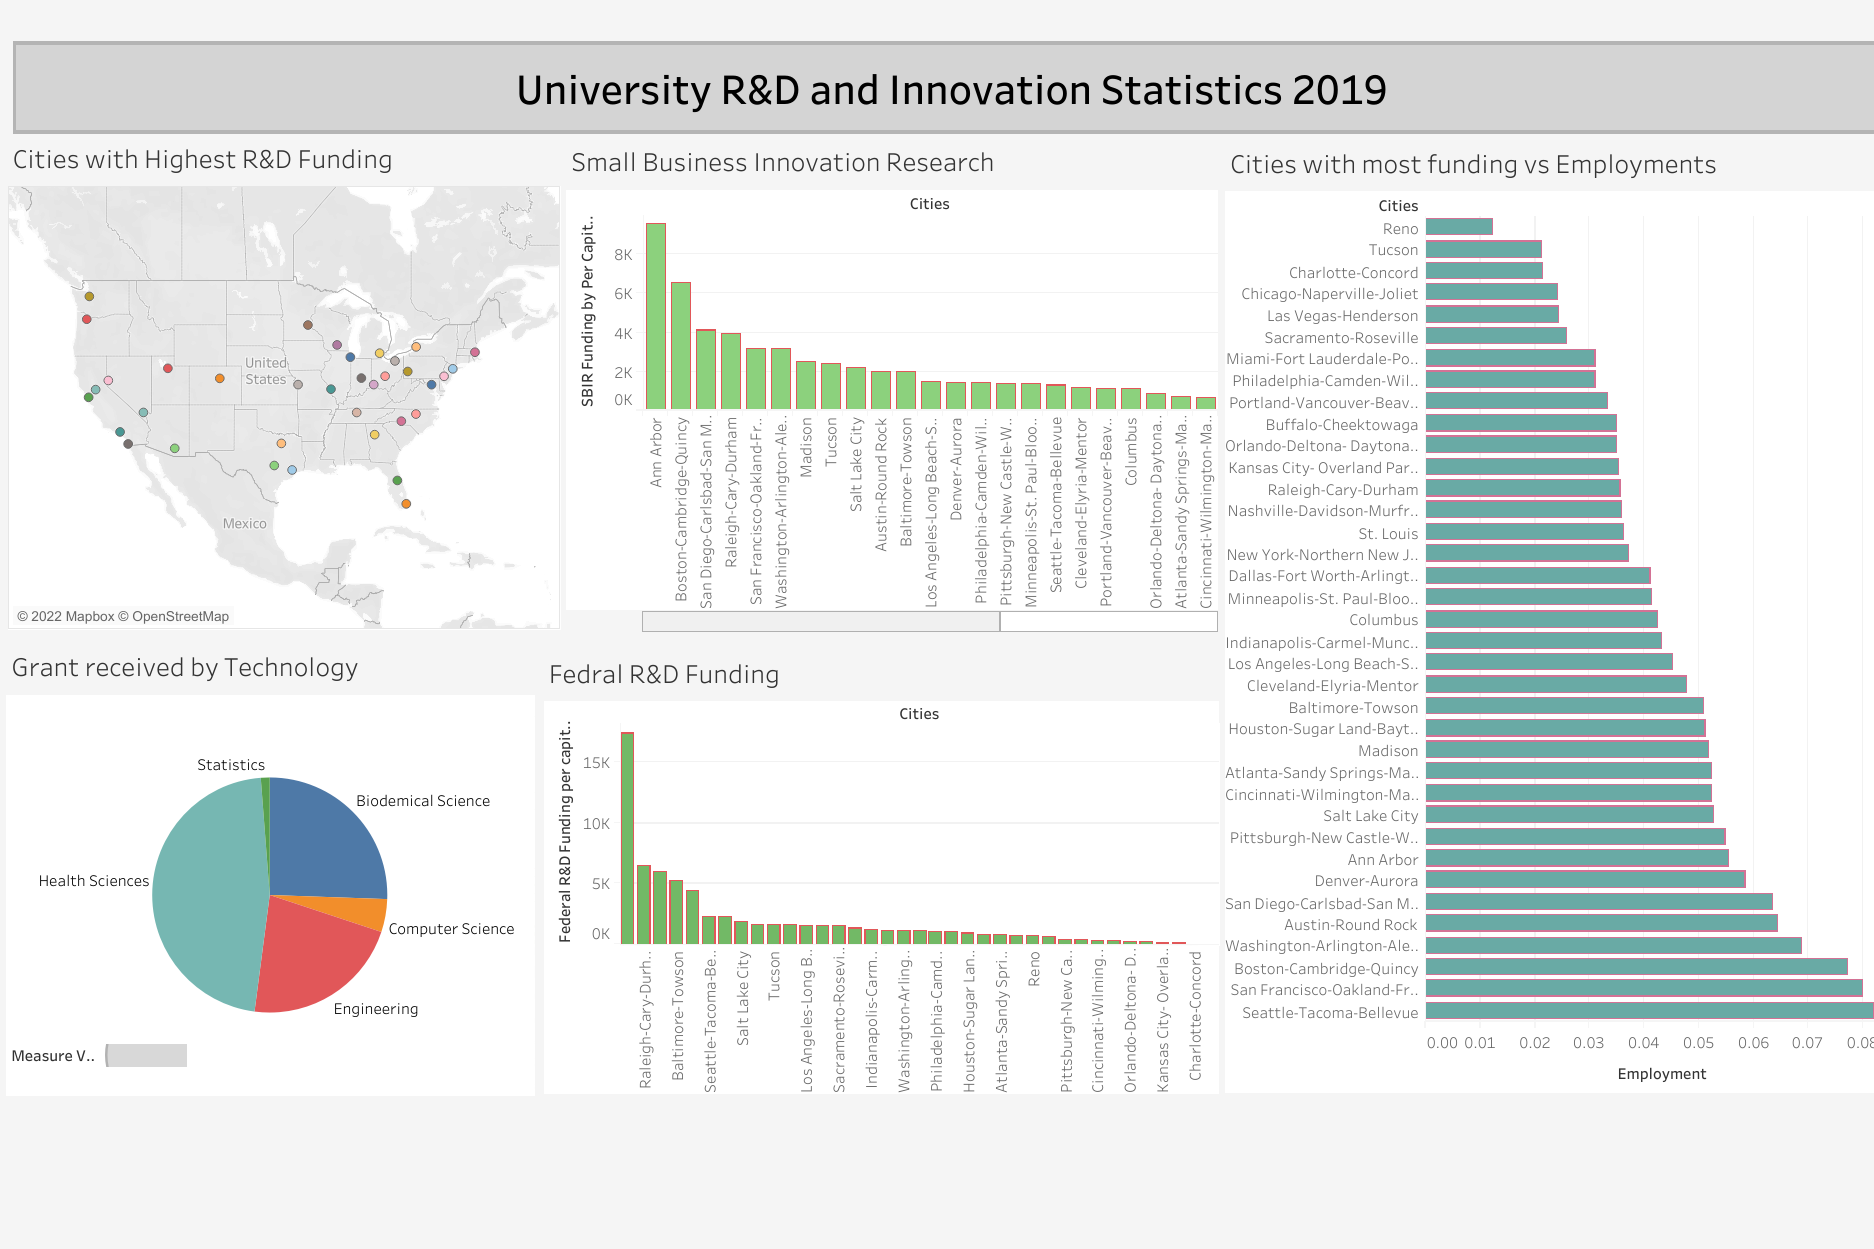 University R&D and Innovation Statistics 2019
Cities with Highest R&D Funding
United
States
Mexico
© 2022 Mapbox © OpenStreetMap
Small Business Innovation Research
Cities
SBIR Funding by Per Capit..
8K
6K
4K
2K
0K
Ann Arbor
Boston-Cambridge-Quincy
San Diego-Carlsbad-San M..
Raleigh-Cary-Durham
San Francisco-Oakland-Fr..
Washington-Arlington-Ale..
Madison
Tucson
Salt Lake City
Austin-Round Rock
Baltimore-Towson
Los Angeles-Long Beach-S..
Denver-Aurora
Philadelphia-Camden-Wil..
Pittsburgh-New Castle-W..
Minneapolis-St. Paul-Bloo..
Seattle-Tacoma-Bellevue
Cleveland-Elyria-Mentor
Portland-Vancouver-Beav..
Columbus
Orlando-Deltona- Daytona..
Atlanta-Sandy Springs-Ma..
Cincinnati-Wilmington-Ma..
Cities with most funding vs Employments
Cities
Reno
Tucson
Charlotte-Concord
Chicago-Naperville-Joliet
Las Vegas-Henderson
Sacramento-Roseville
Miami-Fort Lauderdale-Po..
Philadelphia-Camden-Wil..
Portland-Vancouver-Beav..
Buffalo-Cheektowaga
Orlando-Deltona- Daytona..
Kansas City- Overland Par..
Raleigh-Cary-Durham
Nashville-Davidson-Murfr..
St. Louis
New York-Northern New J..
Dallas-Fort Worth-Arlingt..
Minneapolis-St. Paul-Bloo..
Columbus
Indianapolis-Carmel-Munc..
Los Angeles-Long Beach-S..
Cleveland-Elyria-Mentor
Baltimore-Towson
Houston-Sugar Land-Bayt..
Madison
Atlanta-Sandy Springs-Ma..
Cincinnati-Wilmington-Ma..
Salt Lake City
Pittsburgh-New Castle-W..
Ann Arbor
Denver-Aurora
San Diego-Carlsbad-San M..
Austin-Round Rock
Washington-Arlington-Ale..
Boston-Cambridge-Quincy
San Francisco-Oakland-Fr..
Seattle-Tacoma-Bellevue
0.00 0.01 0.02 0.03 0.04 0.05 0.06 0.07 0.08
Employment
Grant received by Technology
Statistics
Biodemical Science
Health Sciences
Computer Science
Engineering
Measure V..
Fedral R&D Funding
Cities
Federal R&D Funding per capit..
15K
10K
5K
0K
Raleigh-Cary-Durh..
Baltimore-Towson
Seattle-Tacoma-Be..
Salt Lake City
Tucson
Los Angeles-Long B..
Sacramento-Rosevi..
Indianapolis-Carm..
Washington-Arling..
Philadelphia-Camd..
Houston-Sugar Lan..
Atlanta-Sandy Spri..
Reno
Pittsburgh-New Ca..
Cincinnati-Wilming..
Orlando-Deltona- D..
Kansas City- Overla..
Charlotte-Concord